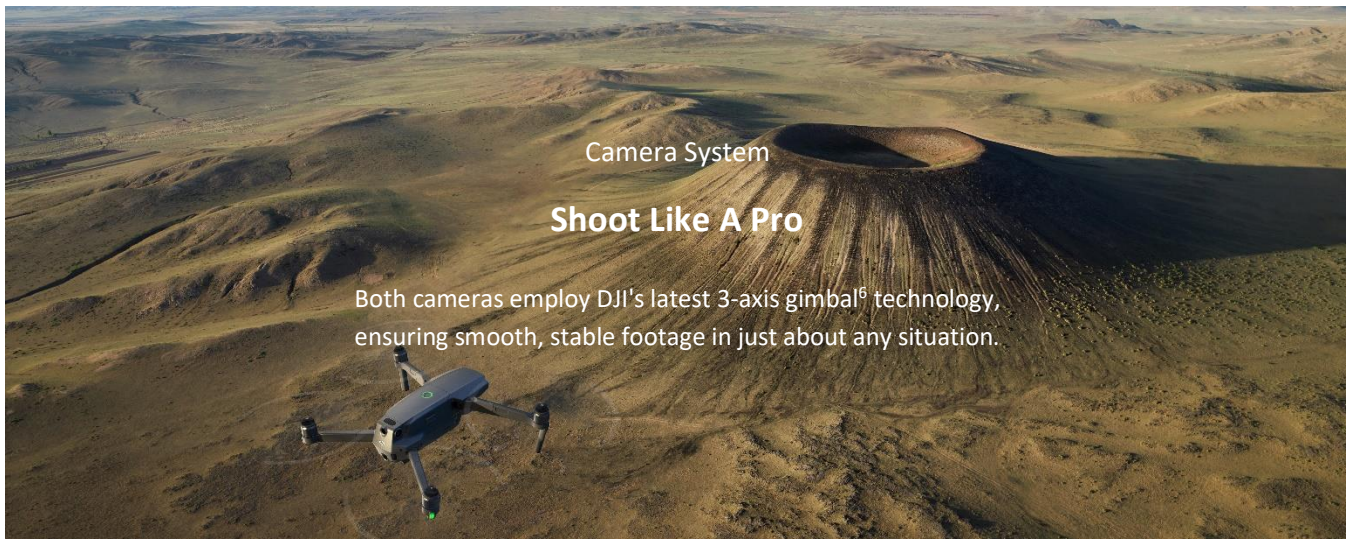 Camera System
Shoot Like A Pro
Both cameras employ DJI's latest 3-axis gimbal⁶ technology,
ensuring smooth, stable footage in just about any situation.